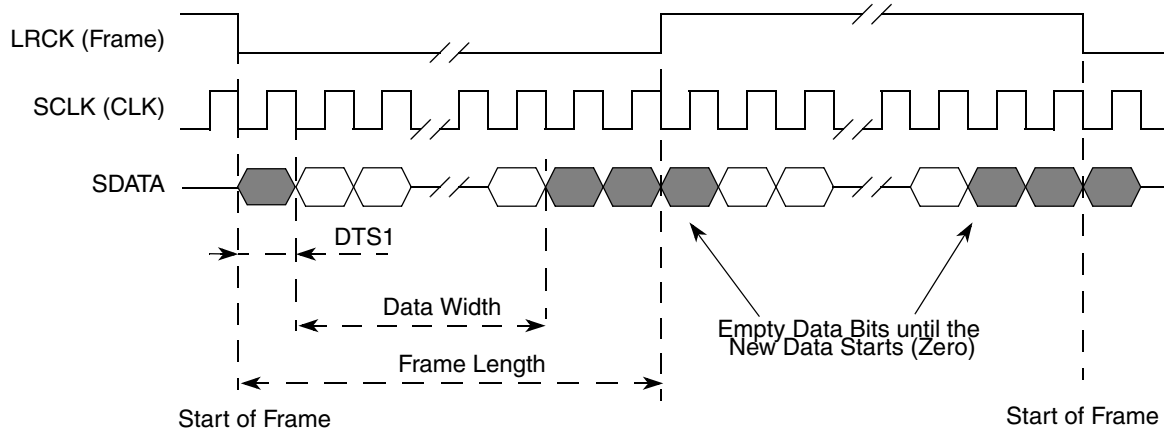 LRCK (Frame)
SCLK (CLK)
SDATA
DTS1
Data Width
Empty Data Bits until the
New Data Starts (Zero)
Frame Length
Start of Frame
Start of Frame